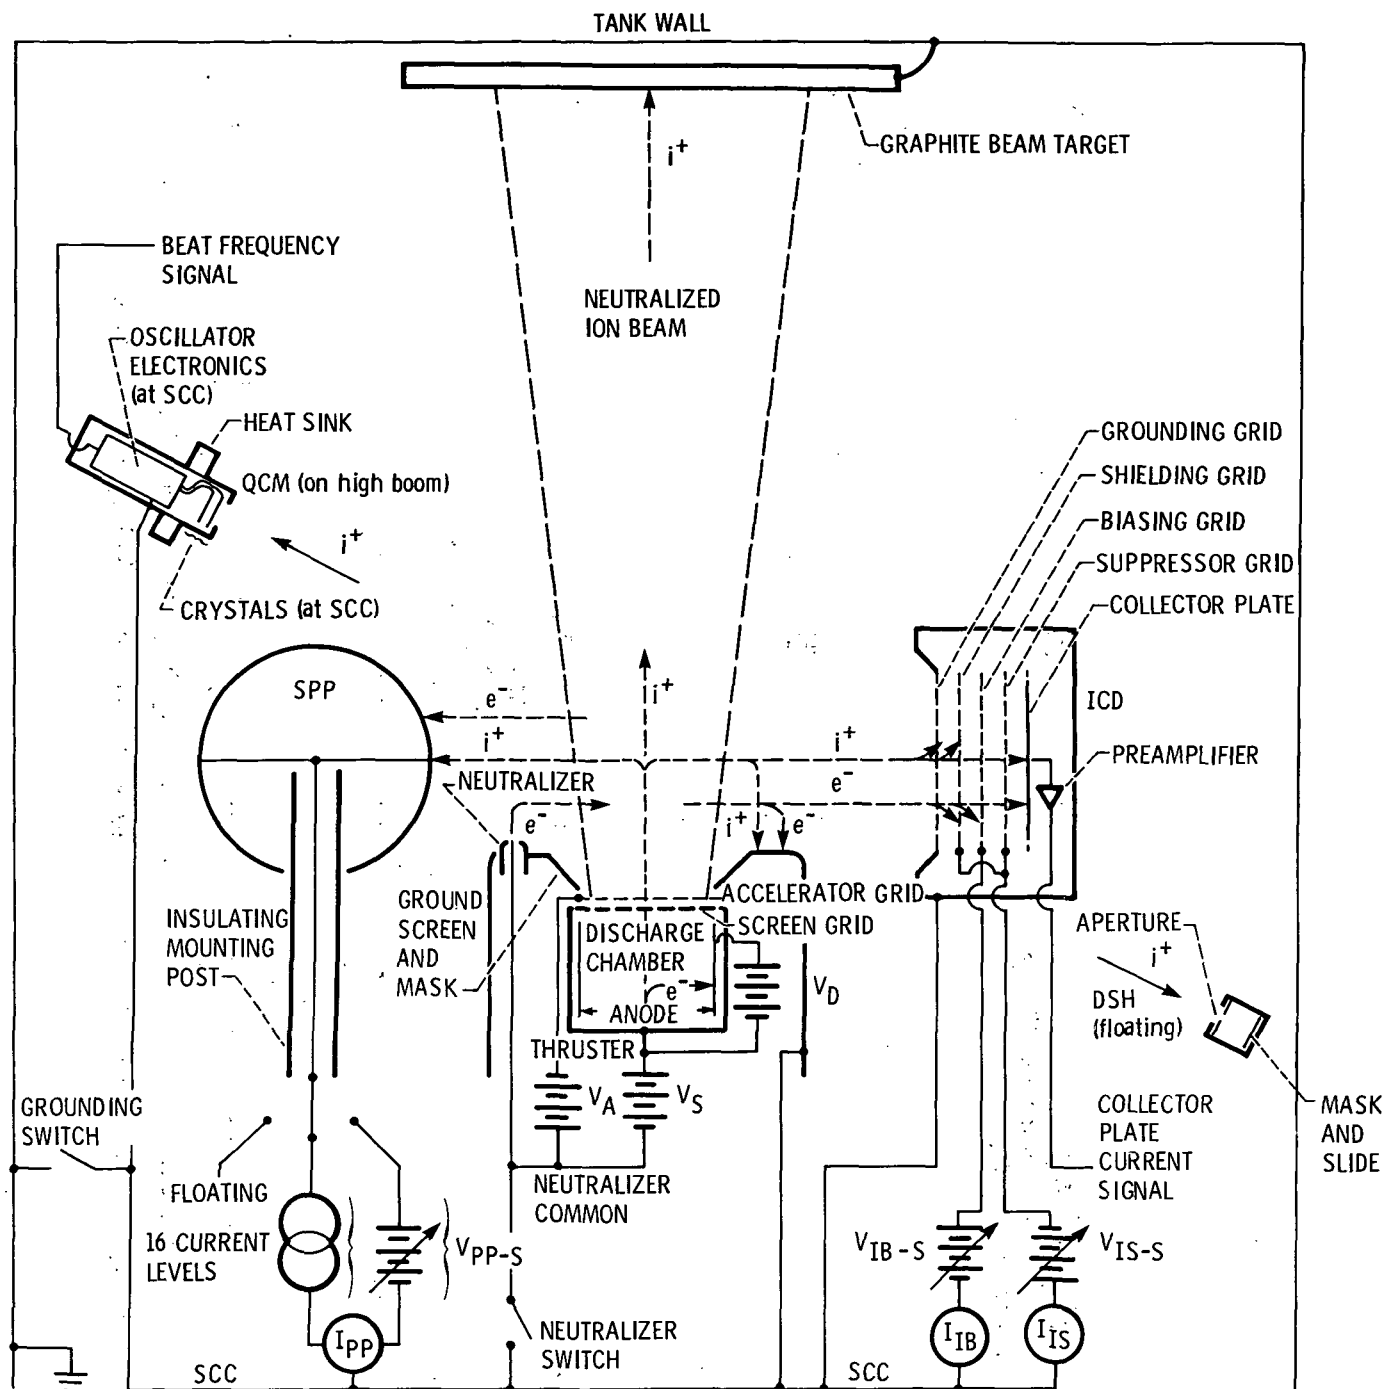 TANK WALL
GRAPHITE BEAM TARGET
i+
BEAT FREQUENCY
SIGNAL
NEUTRALIZED
ION BEAM
OSCILLATOR
ELECTRONICS
(at SCC)
HEAT SINK
QCM (on high boom)
i+
CRYSTALS (at SCC)
GROUNDING GRID
SHIELDING GRID
BIASING GRID
SUPPRESSOR GRID
COLLECTOR PLATE
SPP
e-
i+
i+
i+
ICD
PREAMPLIFIER
NEUTRALIZER
e-
e-
i+
e-
GROUND
SCREEN
AND
MASK
ACCELERATOR GRID
SCREEN GRID
DISCHARGE
CHAMBER
e-
ANODE
VD
INSULATING
MOUNTING
POST
APERTURE
i+
DSH
(floating)
THRUSTER
VA
VS
GROUNDING
SWITCH
COLLECTOR
PLATE
CURRENT
SIGNAL
MASK
AND
SLIDE
FLOATING
NEUTRALIZER
COMMON
16 CURRENT
LEVELS
VPP-S
VIB-S
VIS-S
IPP
NEUTRALIZER
SWITCH
IIB
IIS
SCC
SCC